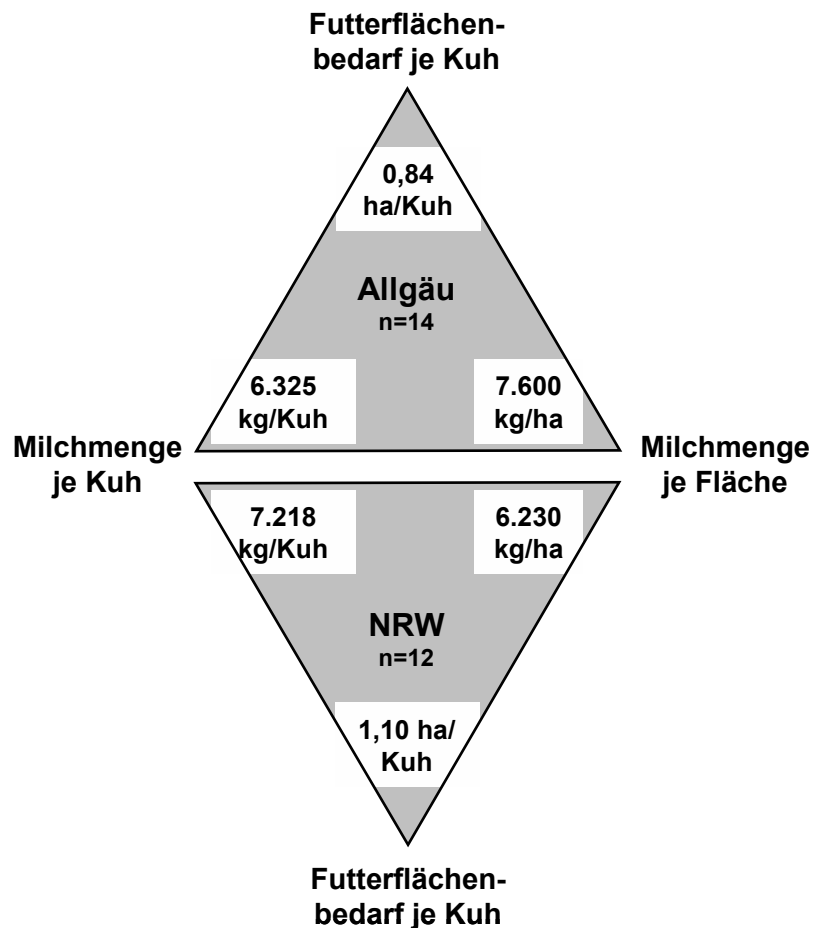 Futterflächen-
bedarf je Kuh
0,84
ha/Kuh
Allgäu
n=14
6.325
kg/Kuh
7.600
kg/ha
Milchmenge
je Kuh
Milchmenge
je Fläche
7.218
kg/Kuh
6.230
kg/ha
NRW
n=12
1,10 ha/
Kuh
Futterflächen-
bedarf je Kuh